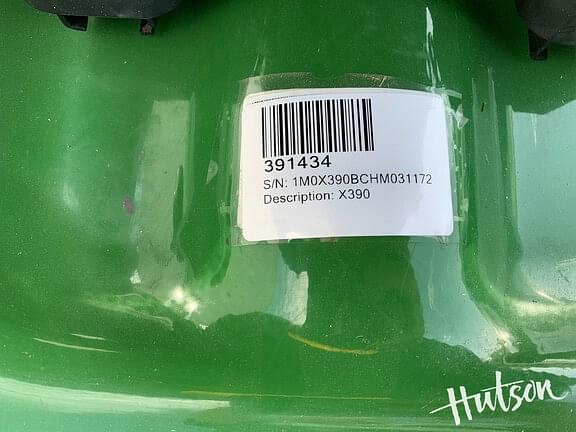 391434
S/N: 1M0X390BCHM031172
Description: X390
Hutson